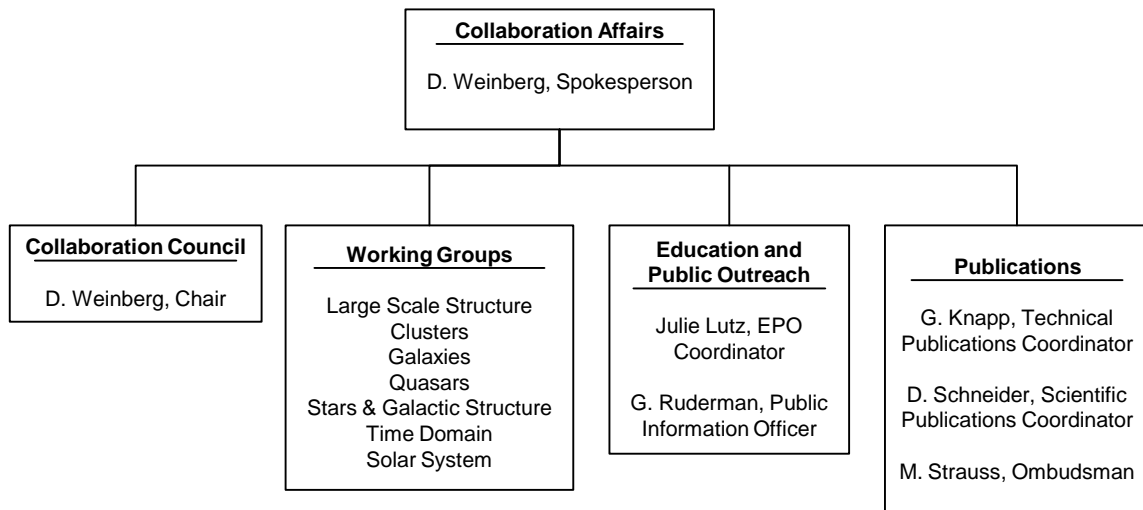 Collaboration Affairs
D. Weinberg, Spokesperson
Collaboration Council
D. Weinberg, Chair
Working Groups
Large Scale Structure
Clusters
Galaxies
Quasars
Stars & Galactic Structure
Time Domain
Solar System
Education and
Public Outreach
Julie Lutz, EPO
Coordinator
G. Ruderman, Public
Information Officer
Publications
G. Knapp, Technical
Publications Coordinator
D. Schneider, Scientific
Publications Coordinator
M. Strauss, Ombudsman